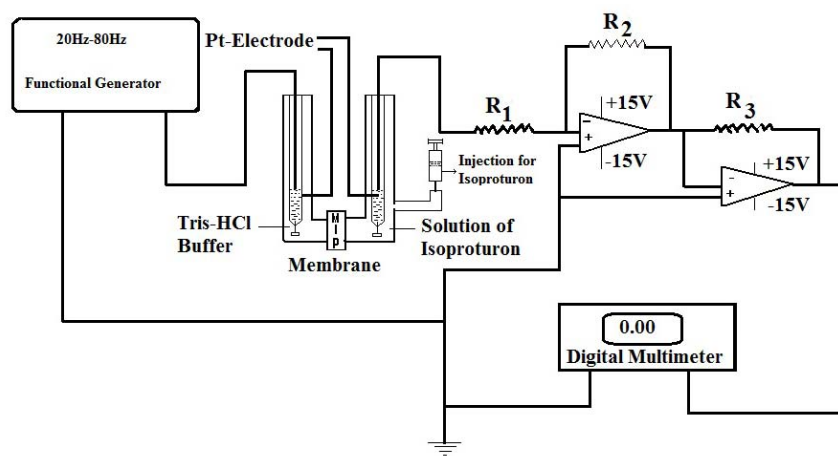 20Hz-80Hz
Functional Generator
Pt-Electrode
R1
R2
+15V
-15V
R3
+15V
-15V
-
+
-
+
Injection for
Isoproturon
Tris-HCl
Buffer
MIP
Membrane
Solution of
Isoproturon
0.00
Digital Multimeter